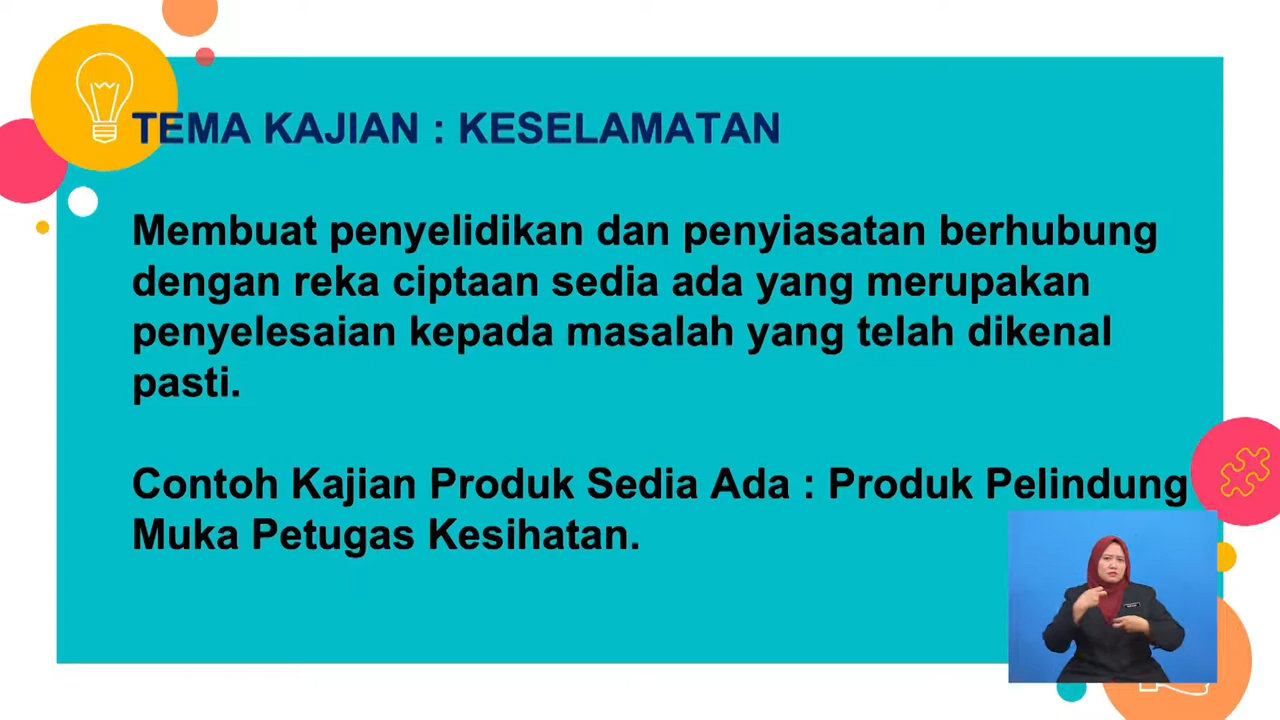 TEMA KAJIAN : KESELAMATAN
Membuat penyelidikan dan penyiasatan berhubung
dengan reka ciptaan sedia ada yang merupakan
penyelesaian kepada masalah yang telah dikenal
pasti.
Contoh Kajian Produk Sedia Ada : Produk Pelindung
Muka Petugas Kesihatan.